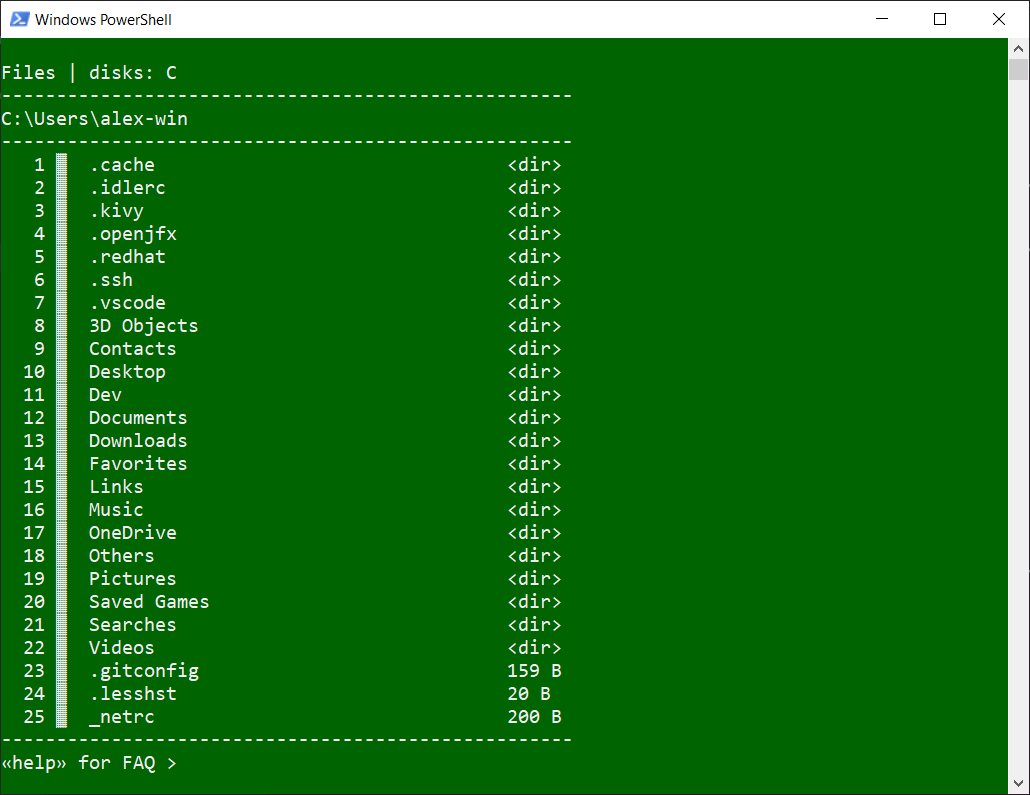 Windows PowerShell
Files | disks: C
----------------------------------------------------
C:\Users\alex-win
----------------------------------------------------
1 .cache <dir>
2 .idlerc <dir>
3 .kivy <dir>
4 .openjfx <dir>
5 .redhat <dir>
6 .ssh <dir>
7 .vscode <dir>
8 3D Objects <dir>
9 Contacts <dir>
10 Desktop <dir>
11 Dev <dir>
12 Documents <dir>
13 Downloads <dir>
14 Favorites <dir>
15 Links <dir>
16 Music <dir>
17 OneDrive <dir>
18 Others <dir>
19 Pictures <dir>
20 Saved Games <dir>
21 Searches <dir>
22 Videos <dir>
23 .gitconfig 159 B
24 .lesshst 20 B
25 _netrc 200 B
----------------------------------------------------
«help» for FAQ >